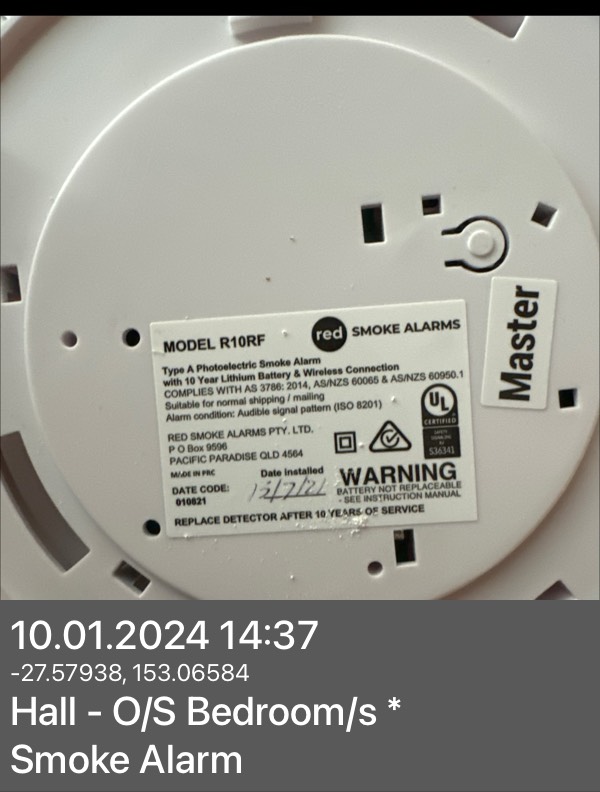 MODEL R10RF
red SMOKE ALARMS
Type A Photoelectric Smoke Alarm
with 10 Year Lithium Battery & Wireless Connection
COMPLIES WITH AS 3786: 2014, AS/NZS 60065 & AS/NZS 60950.1
Suitable for normal shipping / mailing
Alarm condition: Audible signal pattern (ISO 8201)
RED SMOKE ALARMS PTY. LTD.
P O Box 9596
PACIFIC PARADISE QLD 4564
MADE IN PRC
Date Installed
DATE CODE:
010821
UL
CERTIFIED
S36341
WARNING
BATTERY NOT REPLACEABLE
- SEE INSTRUCTION MANUAL
REPLACE DETECTOR AFTER 10 YEARS OF SERVICE
Master
10.01.2024 14:37
-27.57938, 153.06584
Hall - O/S Bedroom/s *
Smoke Alarm